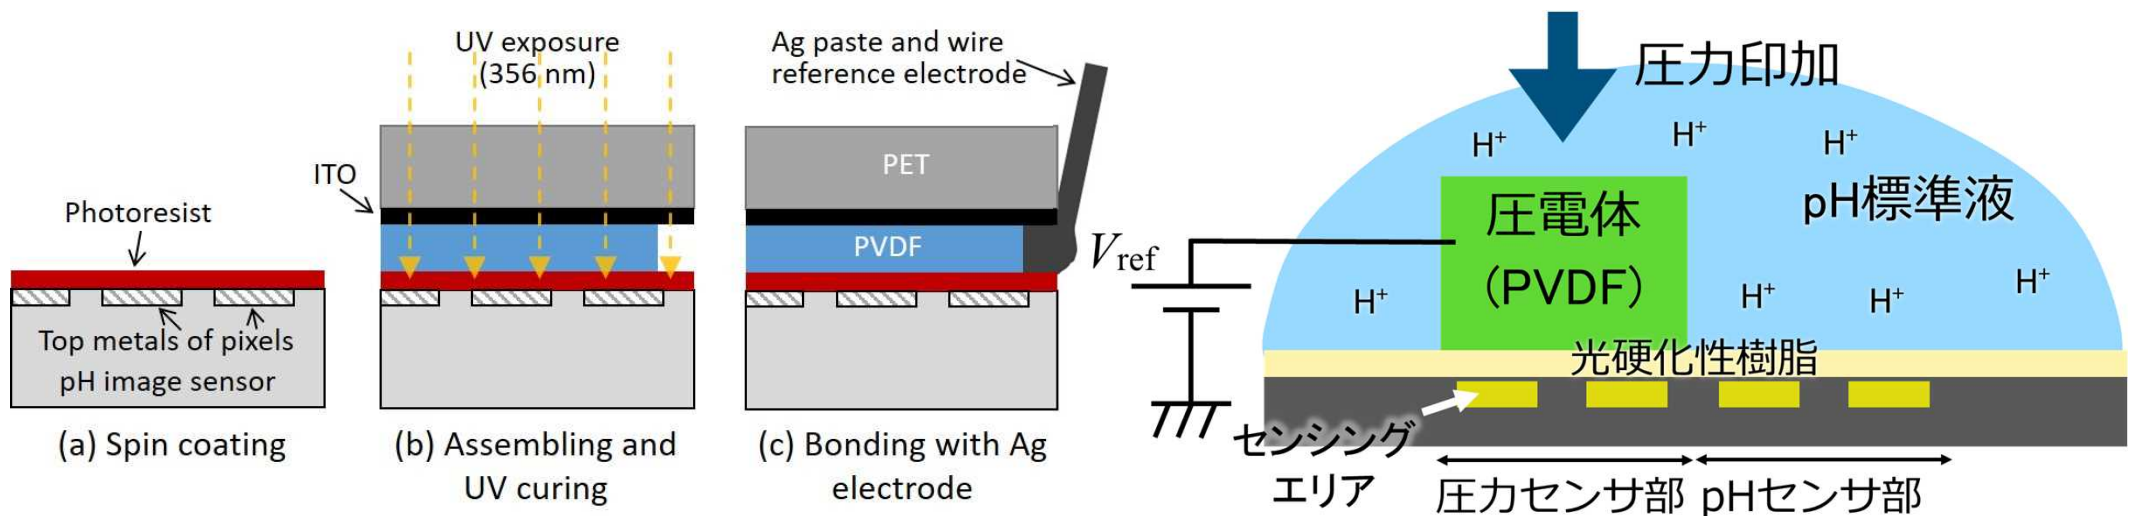 Photoresist
Top metals of pixels
pH image sensor
(a) Spin coating
UV exposure
(356 nm)
ITO
(b) Assembling and
UV curing
Ag paste and wire
reference electrode
PET
PVDF
(c) Bonding with Ag
electrode
圧力印加
H⁺ H⁺ H⁺
圧電体
(PVDF)
pH標準液
Vref
H⁺ H⁺ H⁺ H⁺
光硬化性樹脂
センシング
エリア
圧力センサ部 pHセンサ部